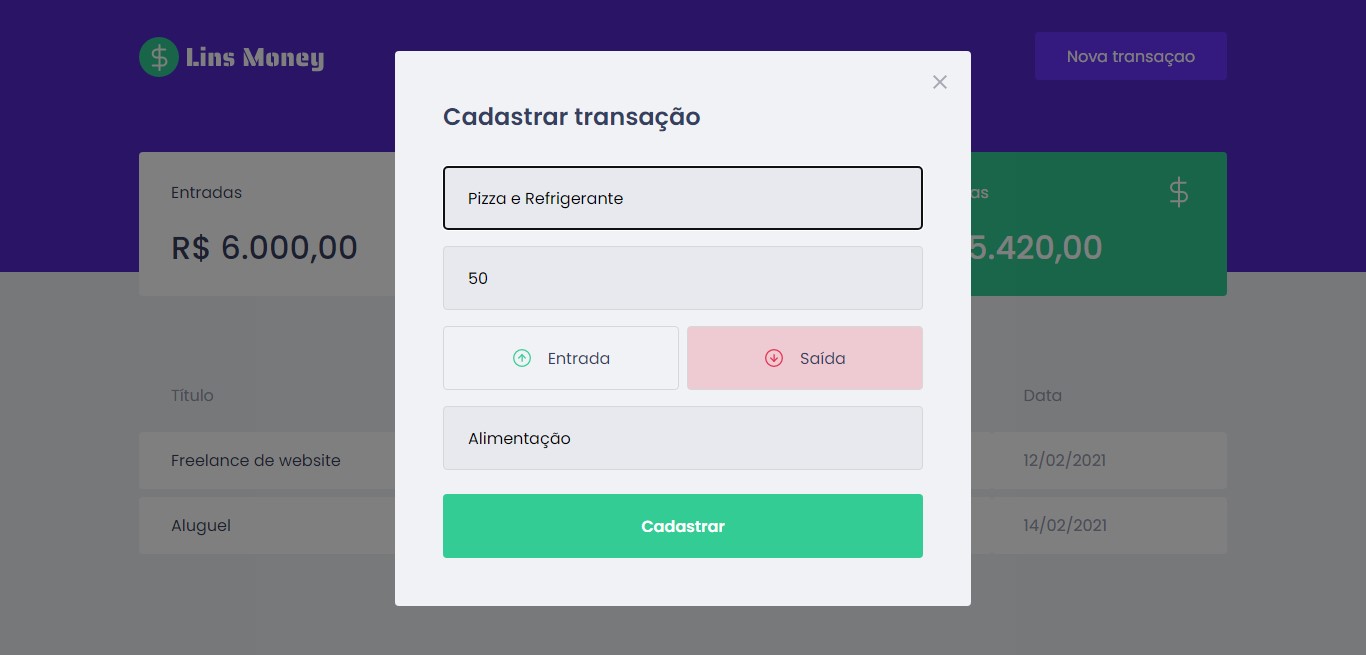 Lins Money
Nova transaçao
Cadastrar transação
Entradas
R$ 6.000,00
as
5.420,00
Pizza e Refrigerante
50
Entrada
Saída
Alimentação
Cadastrar
Título
Data
Freelance de website
12/02/2021
Aluguel
14/02/2021